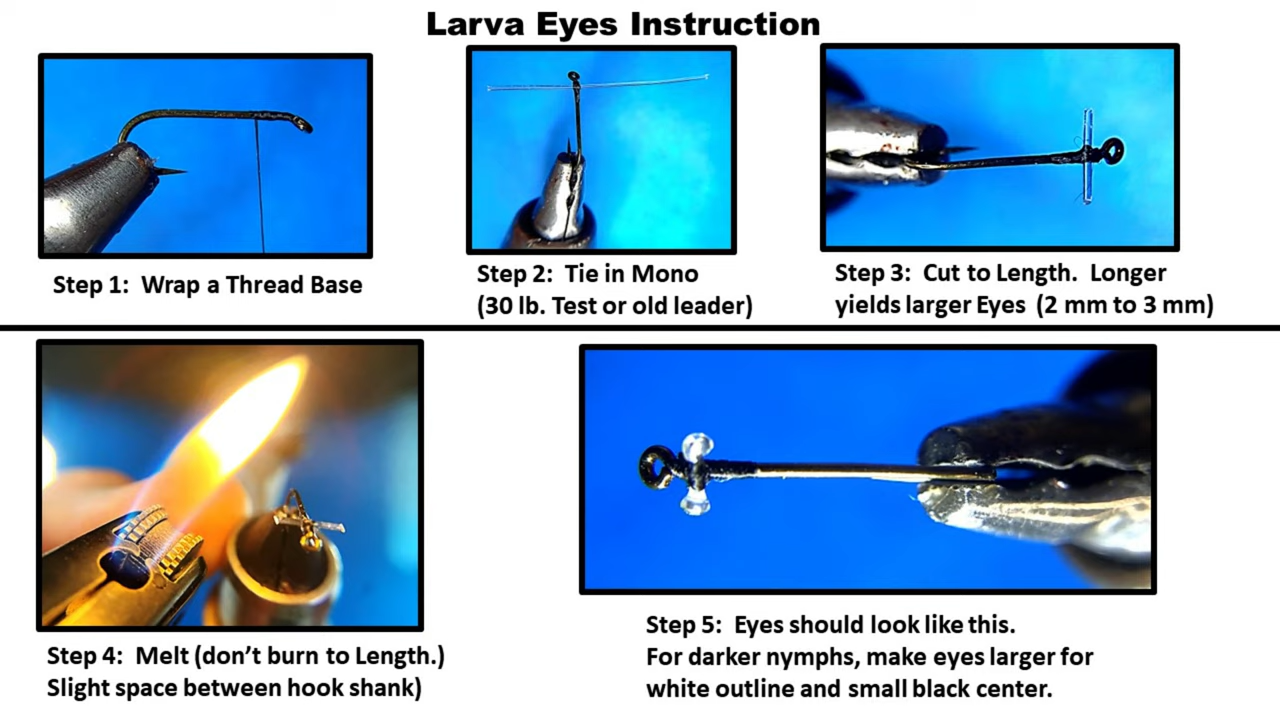 Larva Eyes Instruction
Step 1: Wrap a Thread Base
Step 2: Tie in Mono
(30 lb. Test or old leader)
Step 3: Cut to Length. Longer
yields larger Eyes (2 mm to 3 mm)
Step 4: Melt (don’t burn to Length.)
Slight space between hook shank)
Step 5: Eyes should look like this.
For darker nymphs, make eyes larger for
white outline and small black center.